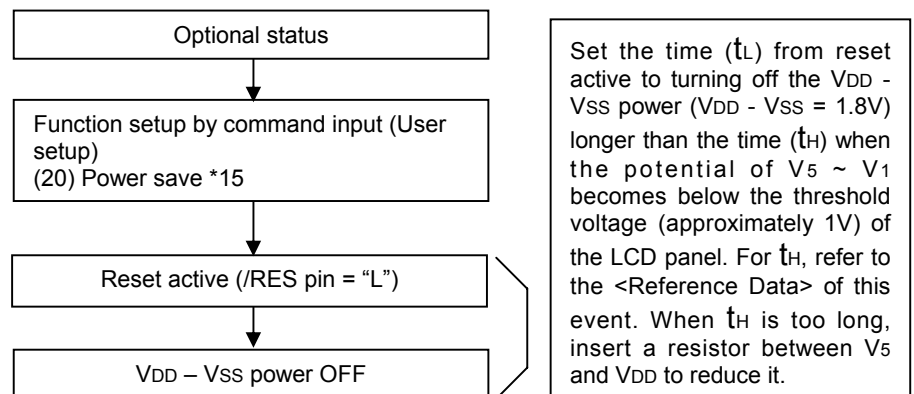 Optional status
Function setup by command input (User
setup)
(20) Power save *15
Reset active (/RES pin = “L”)
VDD – VSS power OFF
Set the time (tL) from reset
active to turning off the VDD -
VSS power (VDD - VSS = 1.8V)
longer than the time (tH) when
the potential of V5 ~ V1
becomes below the threshold
voltage (approximately 1V) of
the LCD panel. For tH, refer to
the <Reference Data> of this
event. When tH is too long,
insert a resistor between V5
and VDD to reduce it.